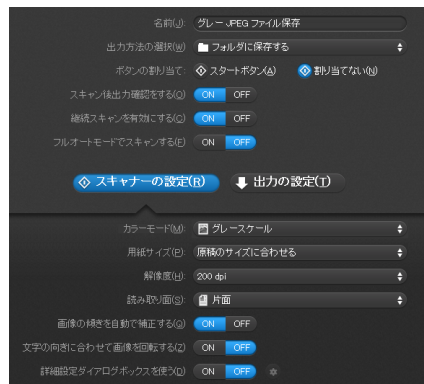 名前(J): グレー JPEG ファイル保存
出力方法の選択(W) フォルダに保存する
ボタンの割り当て: スタートボタン(A) 割り当てない(N)
スキャン後出力確認をする(O) ON OFF
継続スキャンを有効にする(C) ON OFF
フルオートモードでスキャンする(F) ON OFF
スキャナーの設定(R) 出力の設定(T)
カラーモード(M): グレースケール
用紙サイズ(P): 原稿のサイズに合わせる
解像度(H): 200 dpi
読み取り面(S): 片面
画像の傾きを自動で補正する(Q) ON OFF
文字の向きに合わせて画像を回転する(Z) ON OFF
詳細設定ダイアログボックスを使う(D) ON OFF